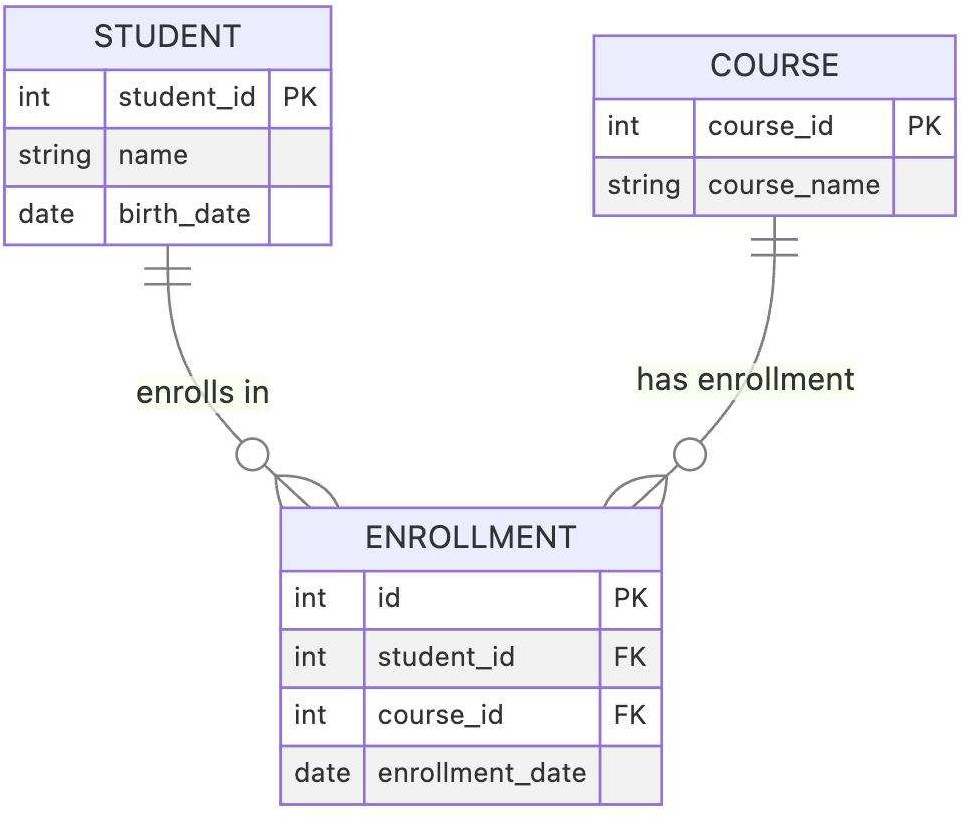 STUDENT
int student_id PK
string name
date birth_date
COURSE
int course_id PK
string course_name
enrolls in
has enrollment
ENROLLMENT
int id PK
int student_id FK
int course_id FK
date enrollment_date